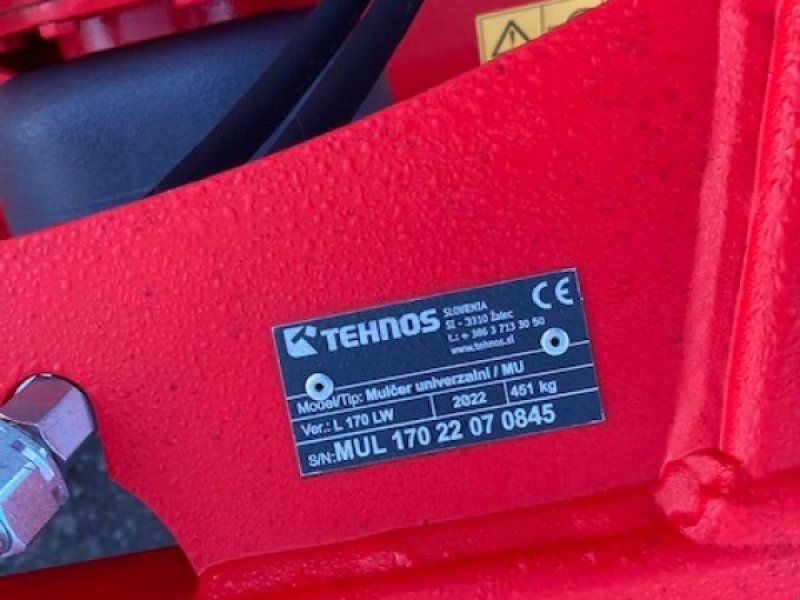 TEHNOS
SLOVENIA
SI - 3310 Žalec
t.: + 386 3 713 30 50
www.tehnos.si
CE
Model/Tip: Mulčer univerzalni / MU
Ver.: L 170 LW 2022 451 kg
S/N: MUL 170 22 07 0845